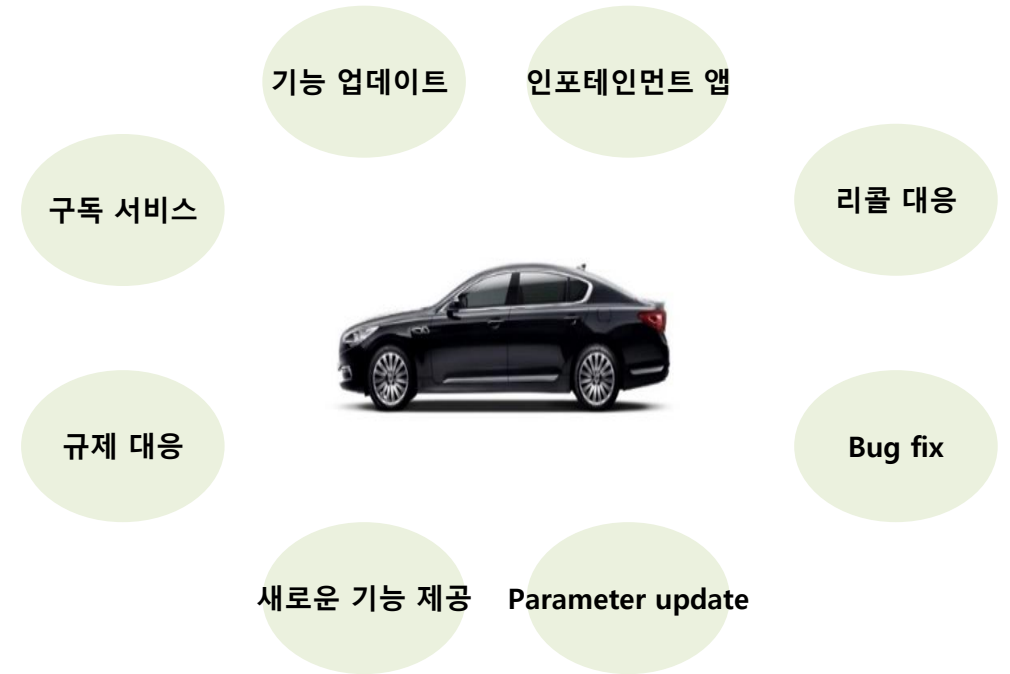 기능 업데이트
인포테인먼트 앱
구독 서비스
리콜 대응
규제 대응
Bug fix
새로운 기능 제공
Parameter update